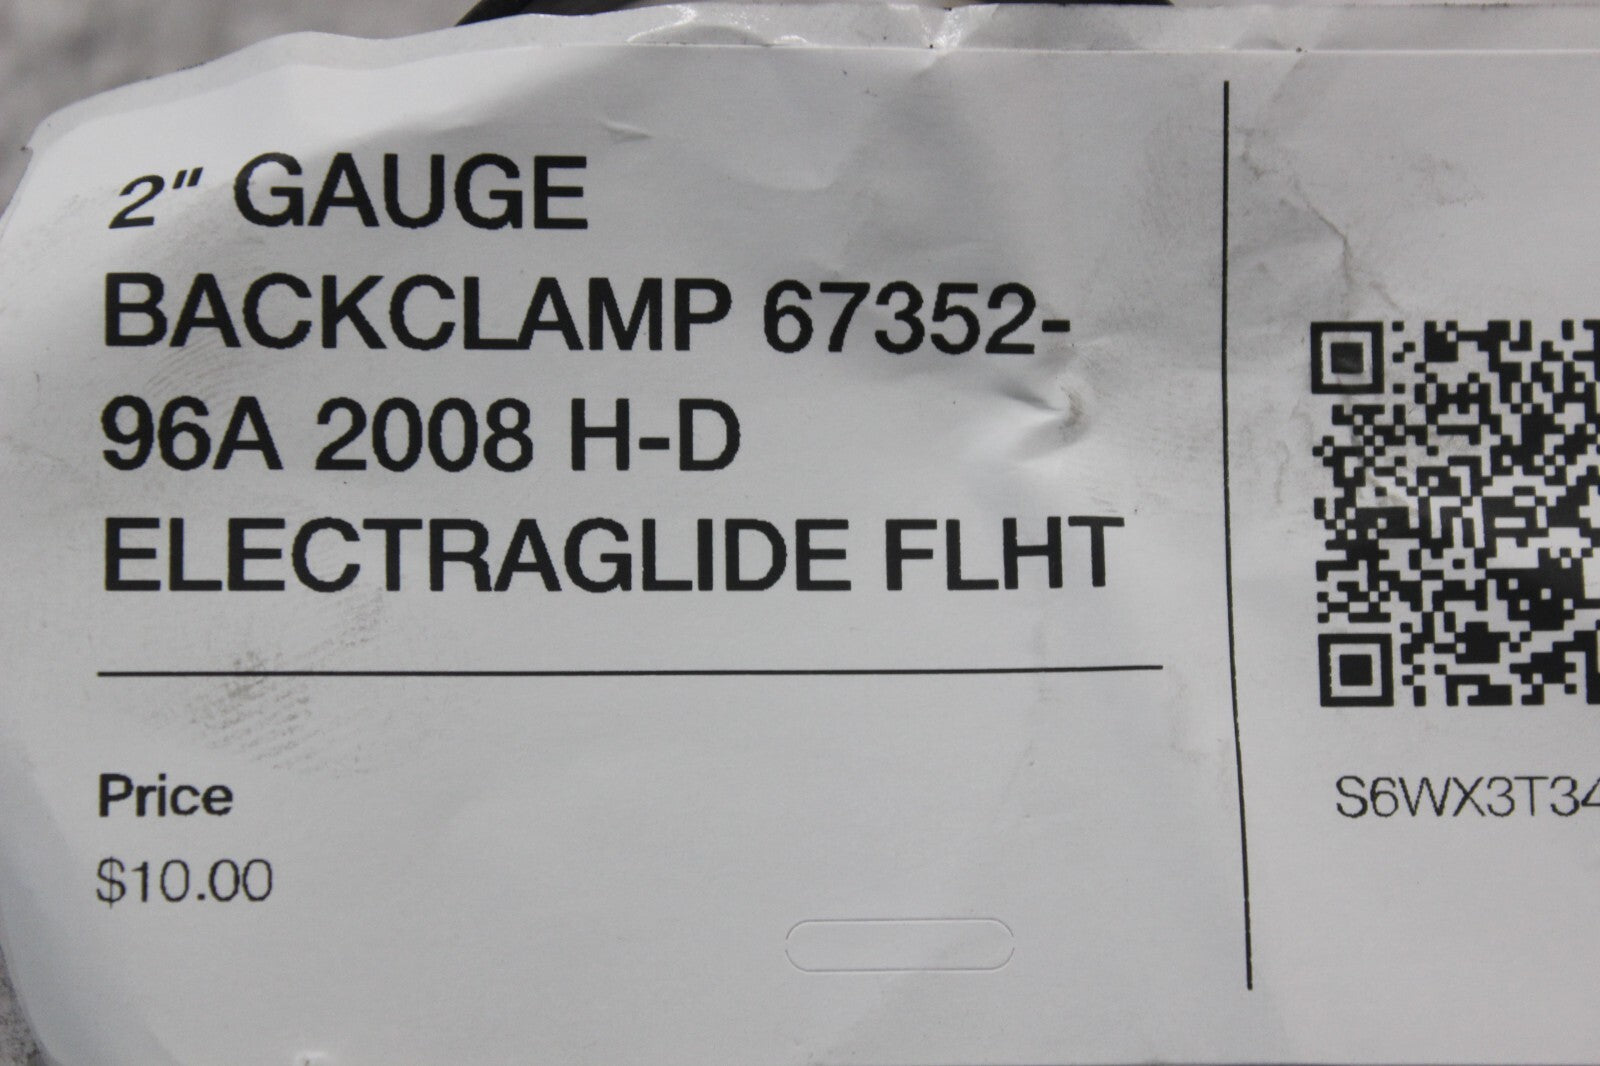 2" GAUGE
BACKCLAMP 67352-
96A 2008 H-D
ELECTRAGLIDE FLHT
Price
$10.00
S6WX3T34